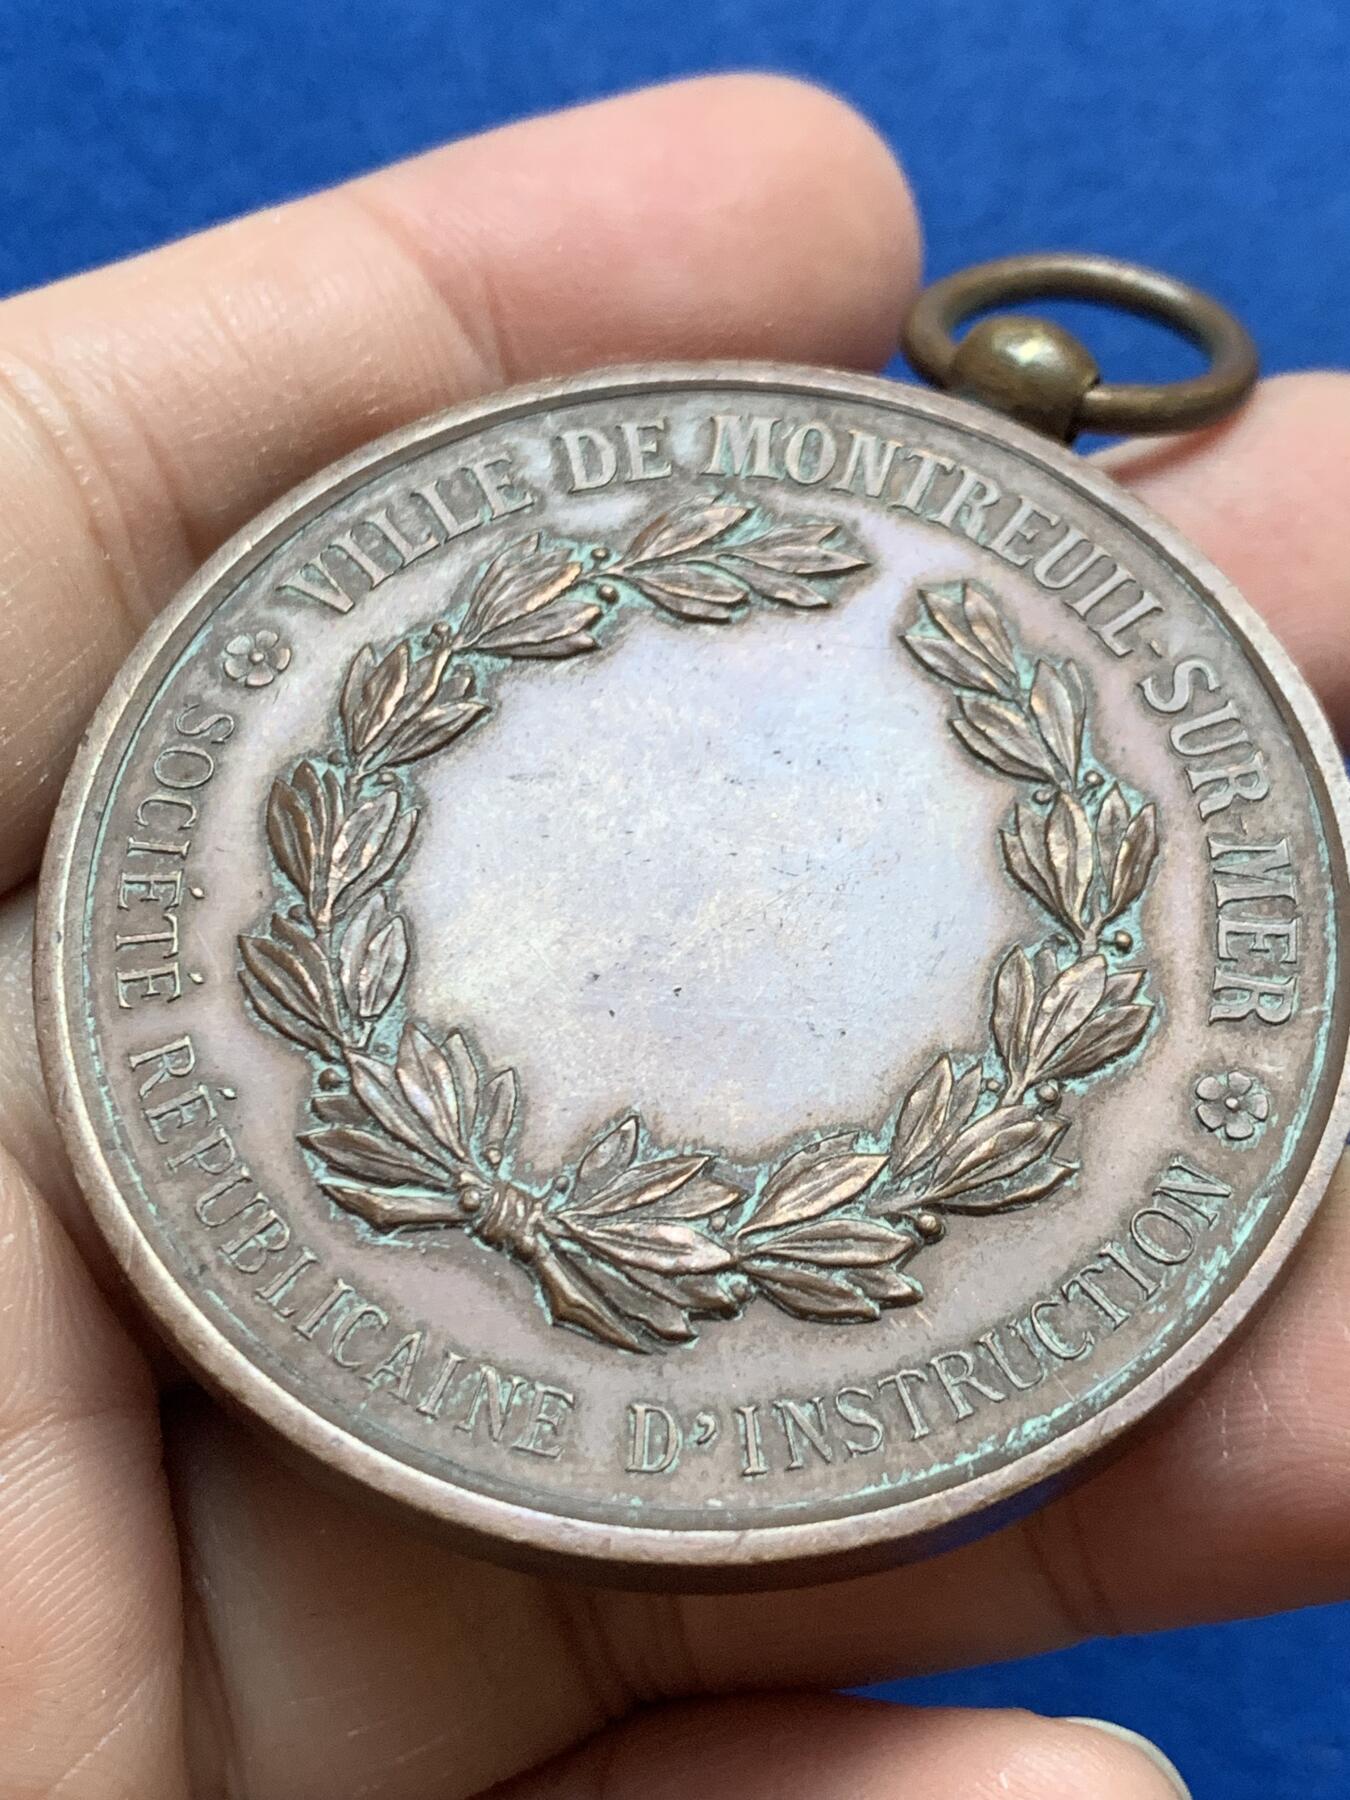 VILLE DE MONTREUIL-SUR-MER
SOCIÉTÉ RÉPUBLICAINE D'INSTRUCTION